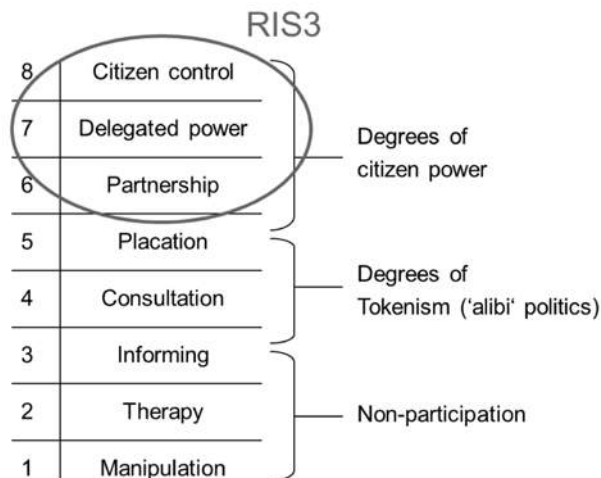 RIS3
8 Citizen control
7 Delegated power
6 Partnership
5 Placation
4 Consultation
3 Informing
2 Therapy
1 Manipulation
Degrees of
citizen power
Degrees of
Tokenism (‘alibi‘ politics)
Non-participation